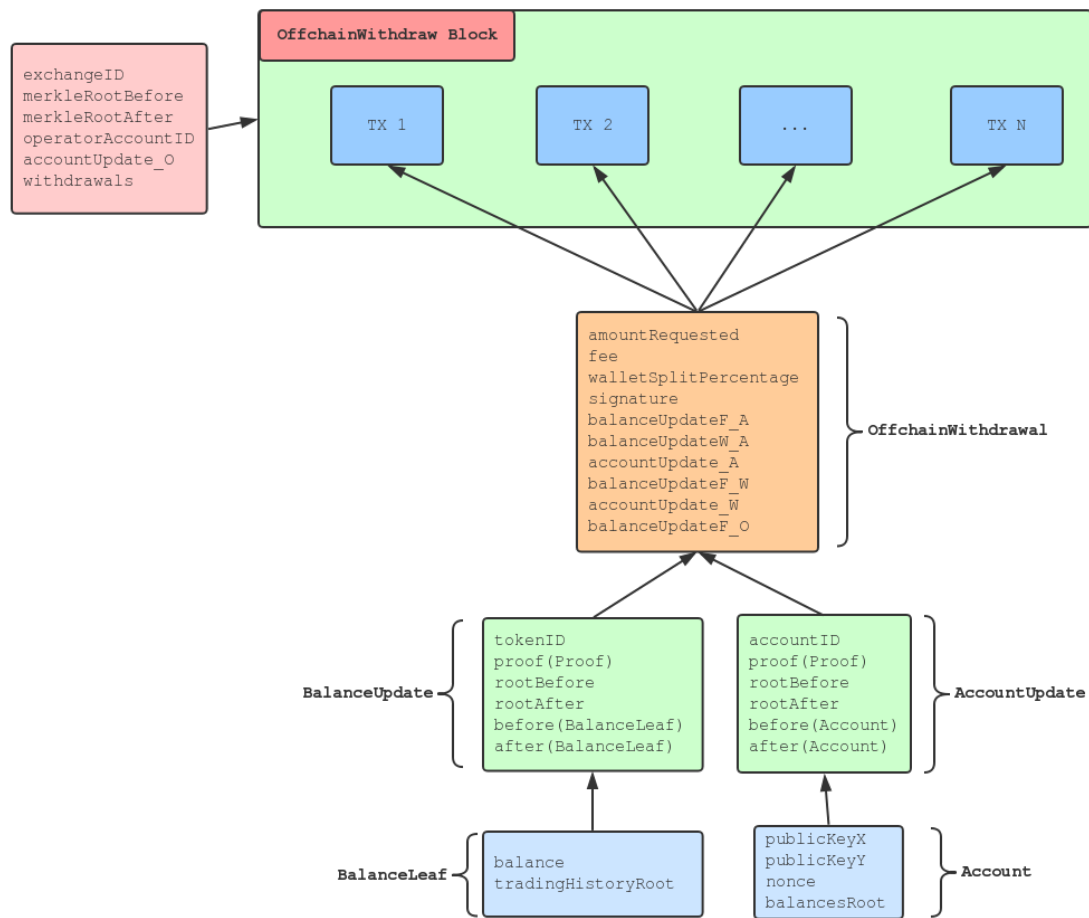 OffchainWithdraw Block
exchangeID
merkleRootBefore
merkleRootAfter
operatorAccountID
accountUpdate_O
withdrawals
TX 1
TX 2
...
TX N
amountRequested
fee
walletSplitPercentage
signature
balanceUpdateF_A
balanceUpdateW_A
accountUpdate_A
balanceUpdateF_W
accountUpdate_W
balanceUpdateF_O
OffchainWithdrawal
BalanceUpdate
tokenID
proof(Proof)
rootBefore
rootAfter
before(BalanceLeaf)
after(BalanceLeaf)
accountID
proof(Proof)
rootBefore
rootAfter
before(Account)
after(Account)
AccountUpdate
BalanceLeaf
balance
tradingHistoryRoot
publicKeyX
publicKeyY
nonce
balancesRoot
Account